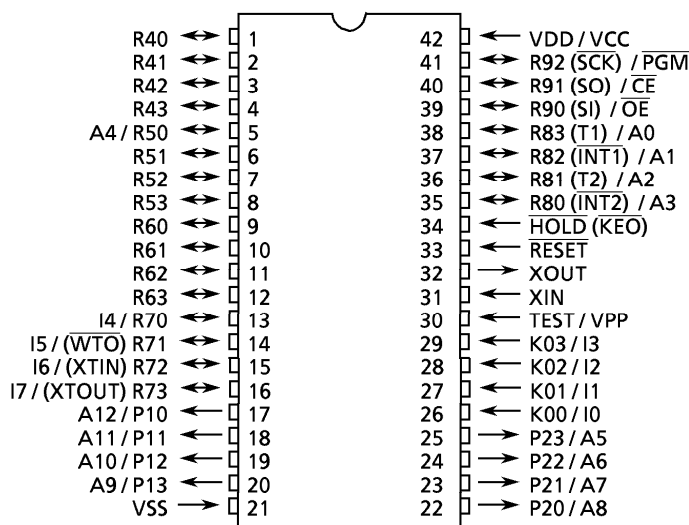 R40 1 42 VDD / VCC
R41 2 41 R92 (SCK) / PGM
R42 3 40 R91 (SO) / CE
R43 4 39 R90 (SI) / OE
A4 / R50 5 38 R83 (T1) / A0
R51 6 37 R82 (INT1) / A1
R52 7 36 R81 (T2) / A2
R53 8 35 R80 (INT2) / A3
R60 9 34 HOLD (KEO)
R61 10 33 RESET
R62 11 32 XOUT
R63 12 31 XIN
I4 / R70 13 30 TEST / VPP
I5 / (WTO) R71 14 29 K03 / I3
I6 / (XTIN) R72 15 28 K02 / I2
I7 / (XTOUT) R73 16 27 K01 / I1
A12 / P10 17 26 K00 / I0
A11 / P11 18 25 P23 / A5
A10 / P12 19 24 P22 / A6
A9 / P13 20 23 P21 / A7
VSS 21 22 P20 / A8